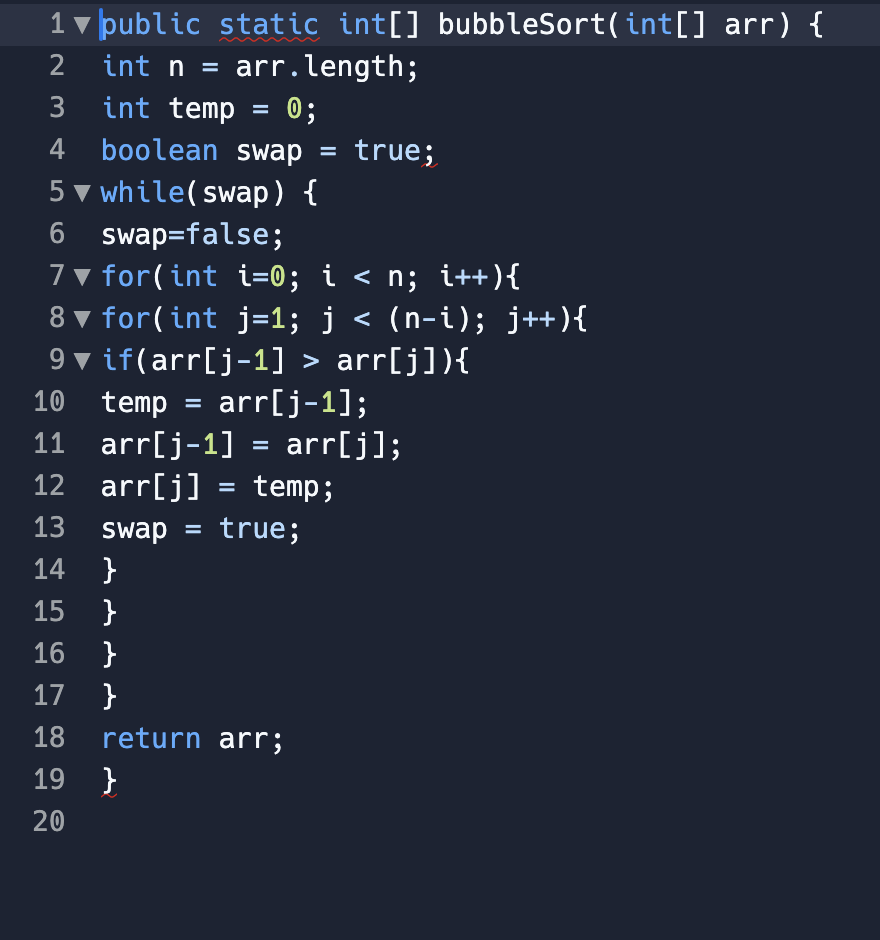 1 public static int[] bubbleSort(int[] arr) {
2 int n = arr.length;
3 int temp = 0;
4 boolean swap = true;
5 while(swap) {
6 swap=false;
7 for(int i=0; i < n; i++){
8 for(int j=1; j < (n-i); j++){
9 if(arr[j-1] > arr[j]){
10 temp = arr[j-1];
11 arr[j-1] = arr[j];
12 arr[j] = temp;
13 swap = true;
14 }
15 }
16 }
17 }
18 return arr;
19 }
20